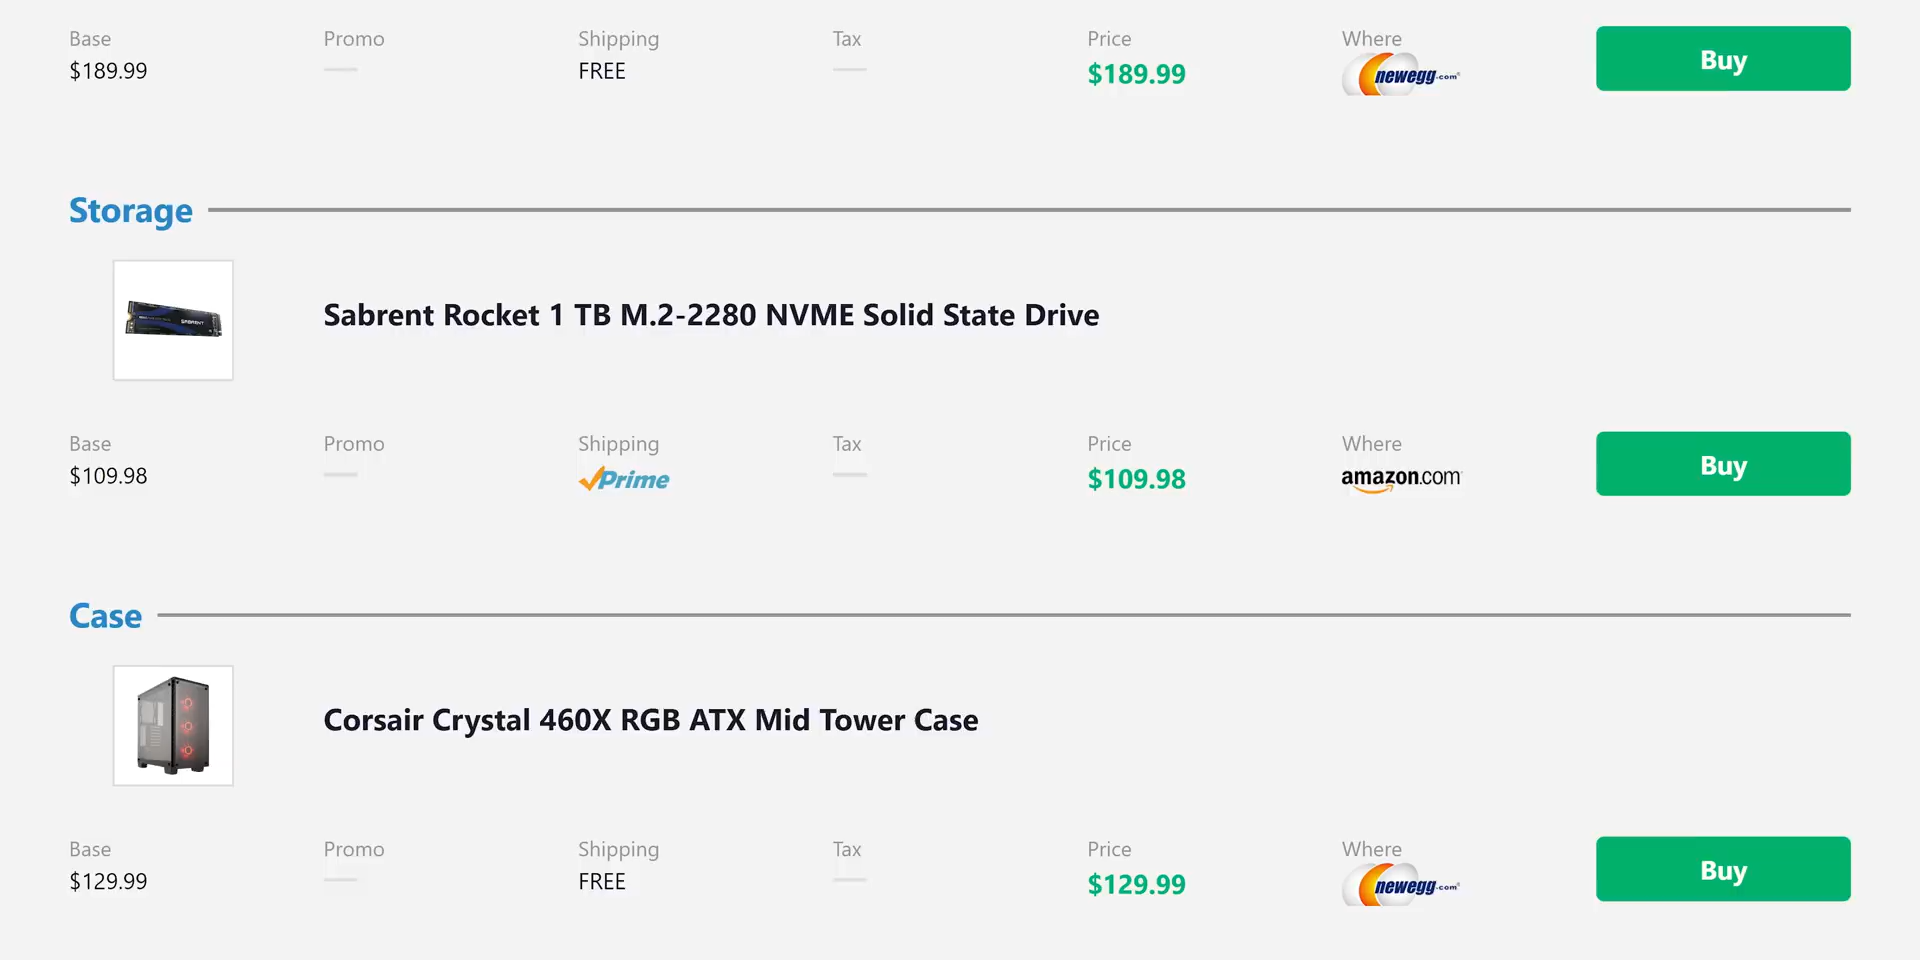 Base Promo Shipping Tax Price Where
$189.99 — FREE — $189.99 newegg.com Buy
Storage
SABRENT
Sabrent Rocket 1 TB M.2-2280 NVME Solid State Drive
Base Promo Shipping Tax Price Where
$109.98 — Prime — $109.98 amazon.com Buy
Case
Corsair Crystal 460X RGB ATX Mid Tower Case
Base Promo Shipping Tax Price Where
$129.99 — FREE — $129.99 newegg.com Buy